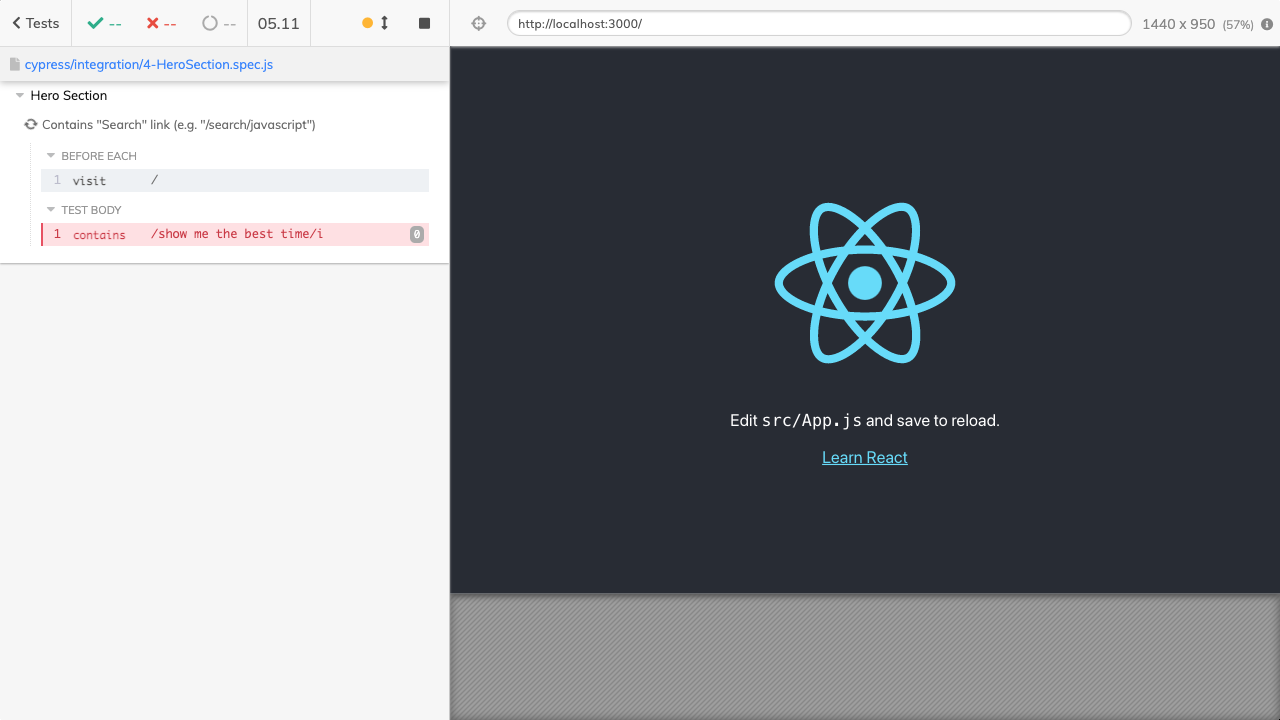 Tests -- -- -- 05.11
http://localhost:3000/ 1440 x 950 (57%)
cypress/integration/4-HeroSection.spec.js
Hero Section
Contains "Search" link (e.g. "/search/javascript")
BEFORE EACH
1 visit /
TEST BODY
1 contains /show me the best time/i 0
Edit src/App.js and save to reload.
Learn React